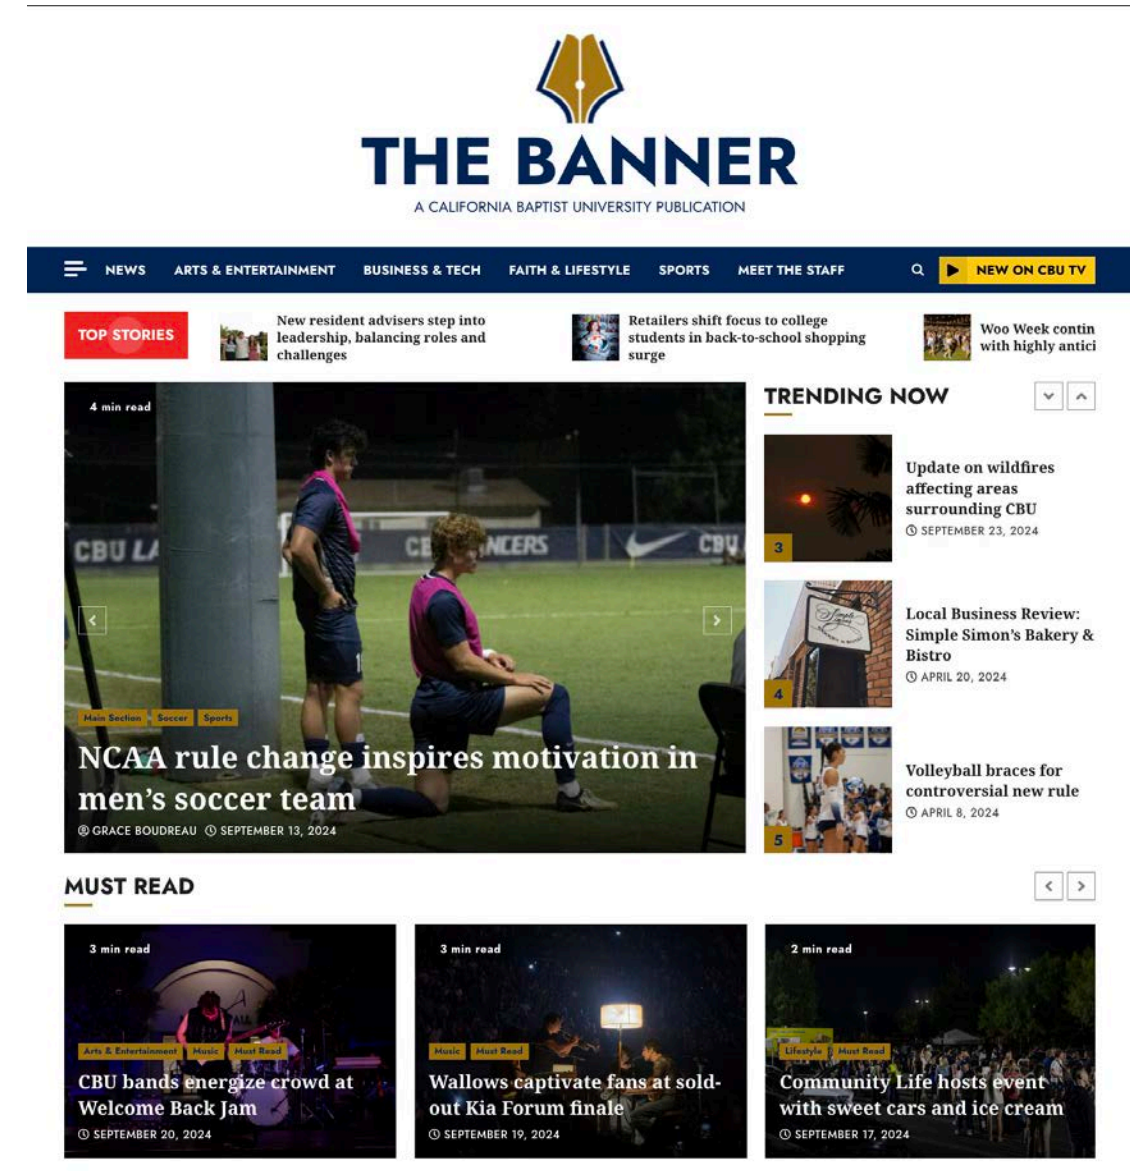 THE BANNER
A CALIFORNIA BAPTIST UNIVERSITY PUBLICATION
NEWS ARTS & ENTERTAINMENT BUSINESS & TECH FAITH & LIFESTYLE SPORTS MEET THE STAFF NEW ON CBU TV
TOP STORIES
New resident advisers step into
leadership, balancing roles and
challenges
Retailers shift focus to college
students in back-to-school shopping
surge
Woo Week contin
with highly antici
4 min read
CBU LA
NCERS
CBU
Main Section Soccer Sports
NCAA rule change inspires motivation in
men's soccer team
GRACE BOUDREAU SEPTEMBER 13, 2024
TRENDING NOW
3
Update on wildfires
affecting areas
surrounding CBU
SEPTEMBER 23, 2024
Simple
4
Local Business Review:
Simple Simon's Bakery &
Bistro
APRIL 20, 2024
5
Volleyball braces for
controversial new rule
APRIL 8, 2024
MUST READ
3 min read
Arts & Entertainment Music Must Read
CBU bands energize crowd at
Welcome Back Jam
SEPTEMBER 20, 2024
3 min read
Music Must Read
Wallows captivate fans at sold-
out Kia Forum finale
SEPTEMBER 19, 2024
2 min read
Lifestyle Must Read
Community Life hosts event
with sweet cars and ice cream
SEPTEMBER 17, 2024